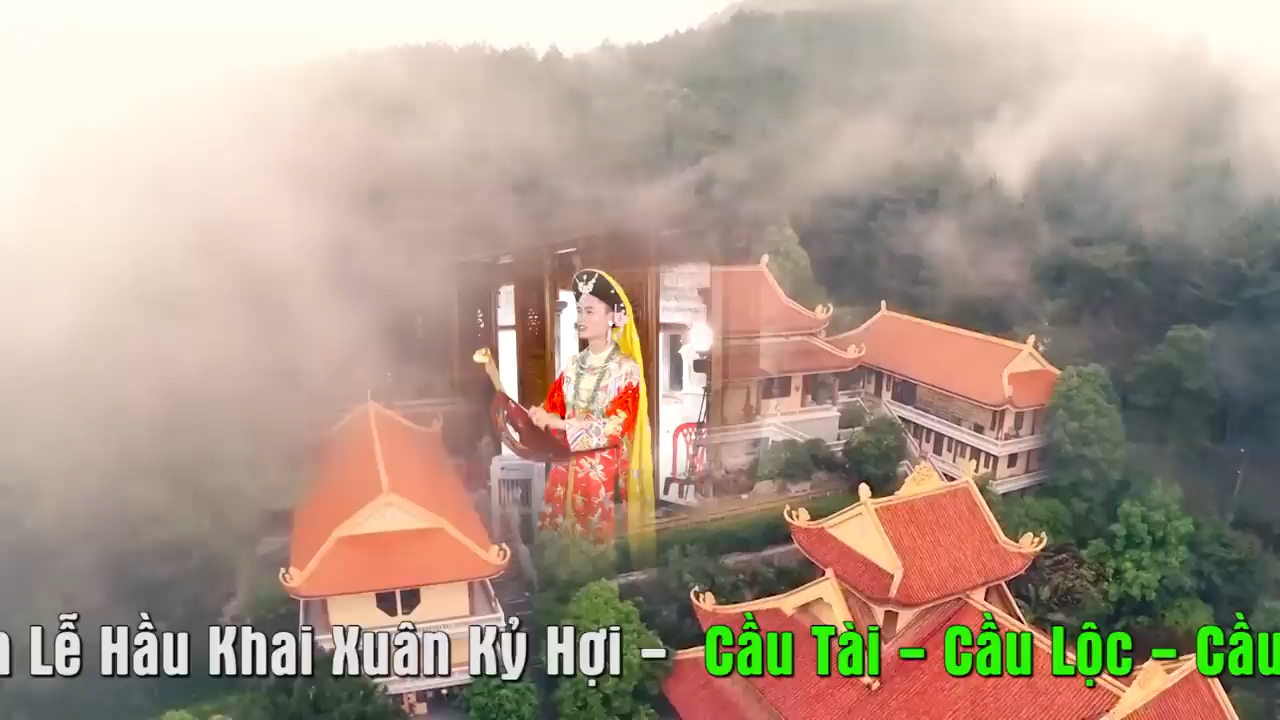 Lễ Hầu Khai Xuân Kỷ Hợi - Cầu Tài - Cầu Lộc - Cầu